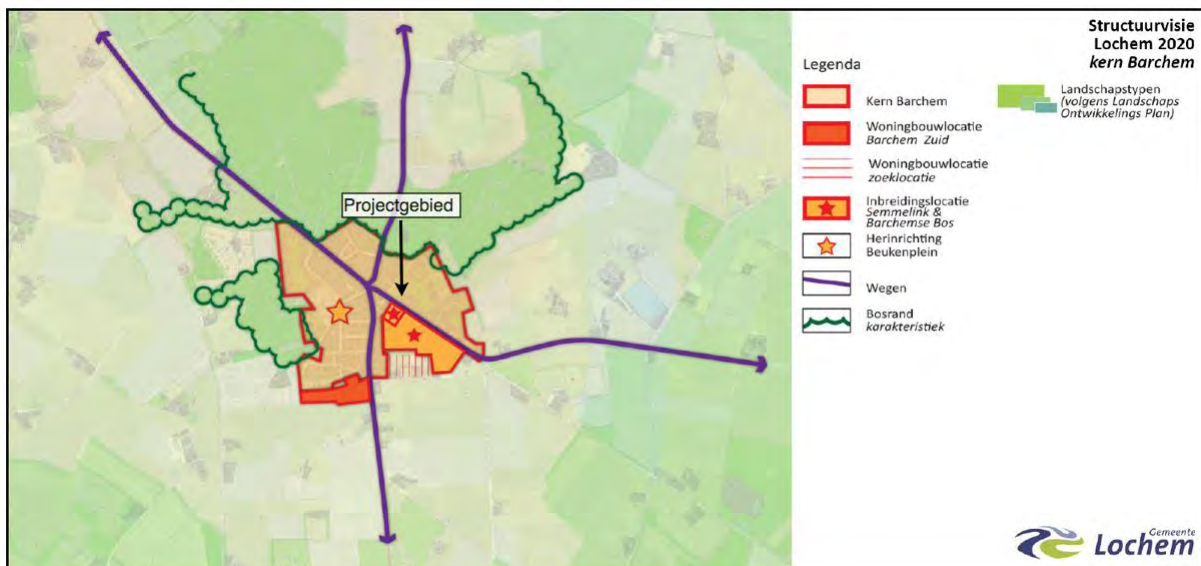 Structuurvisie
Lochem 2020
kern Barchem
Legenda
Kern Barchem
Woningbouwlocatie
Barchem Zuid
Woningbouwlocatie
zoeklocatie
Inbreidingslocatie
Semmelink &
Barchemse Bos
Herinrichting
Beukenplein
Wegen
Bosrand
karakteristiek
Landschapstypen
(volgens Landschaps
Ontwikkelings Plan)
Projectgebied
Gemeente
Lochem